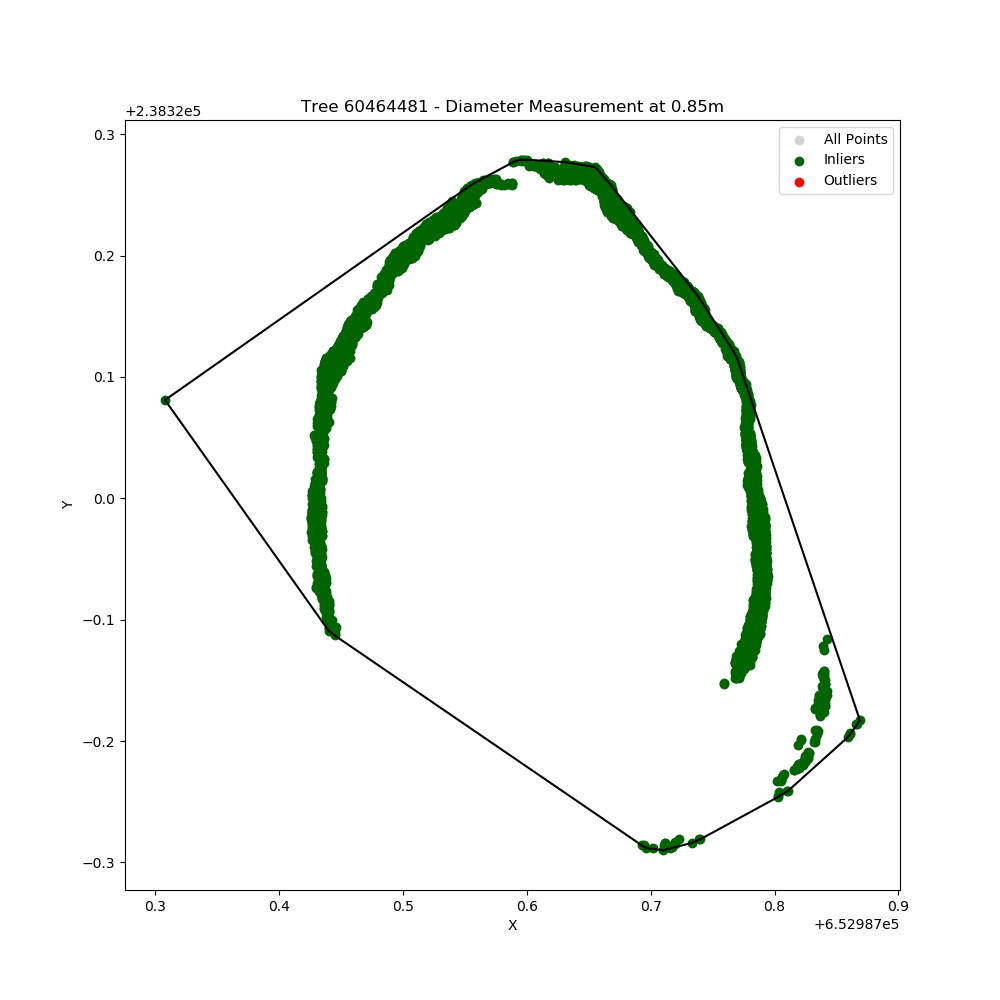 Tree 60464481 - Diameter Measurement at 0.85m
+2.3832e5
All Points
Inliers
Outliers
0.3
0.2
0.1
0.0
−0.1
−0.2
−0.3
Y
0.3 0.4 0.5 0.6 0.7 0.8 0.9
X
+6.52987e5